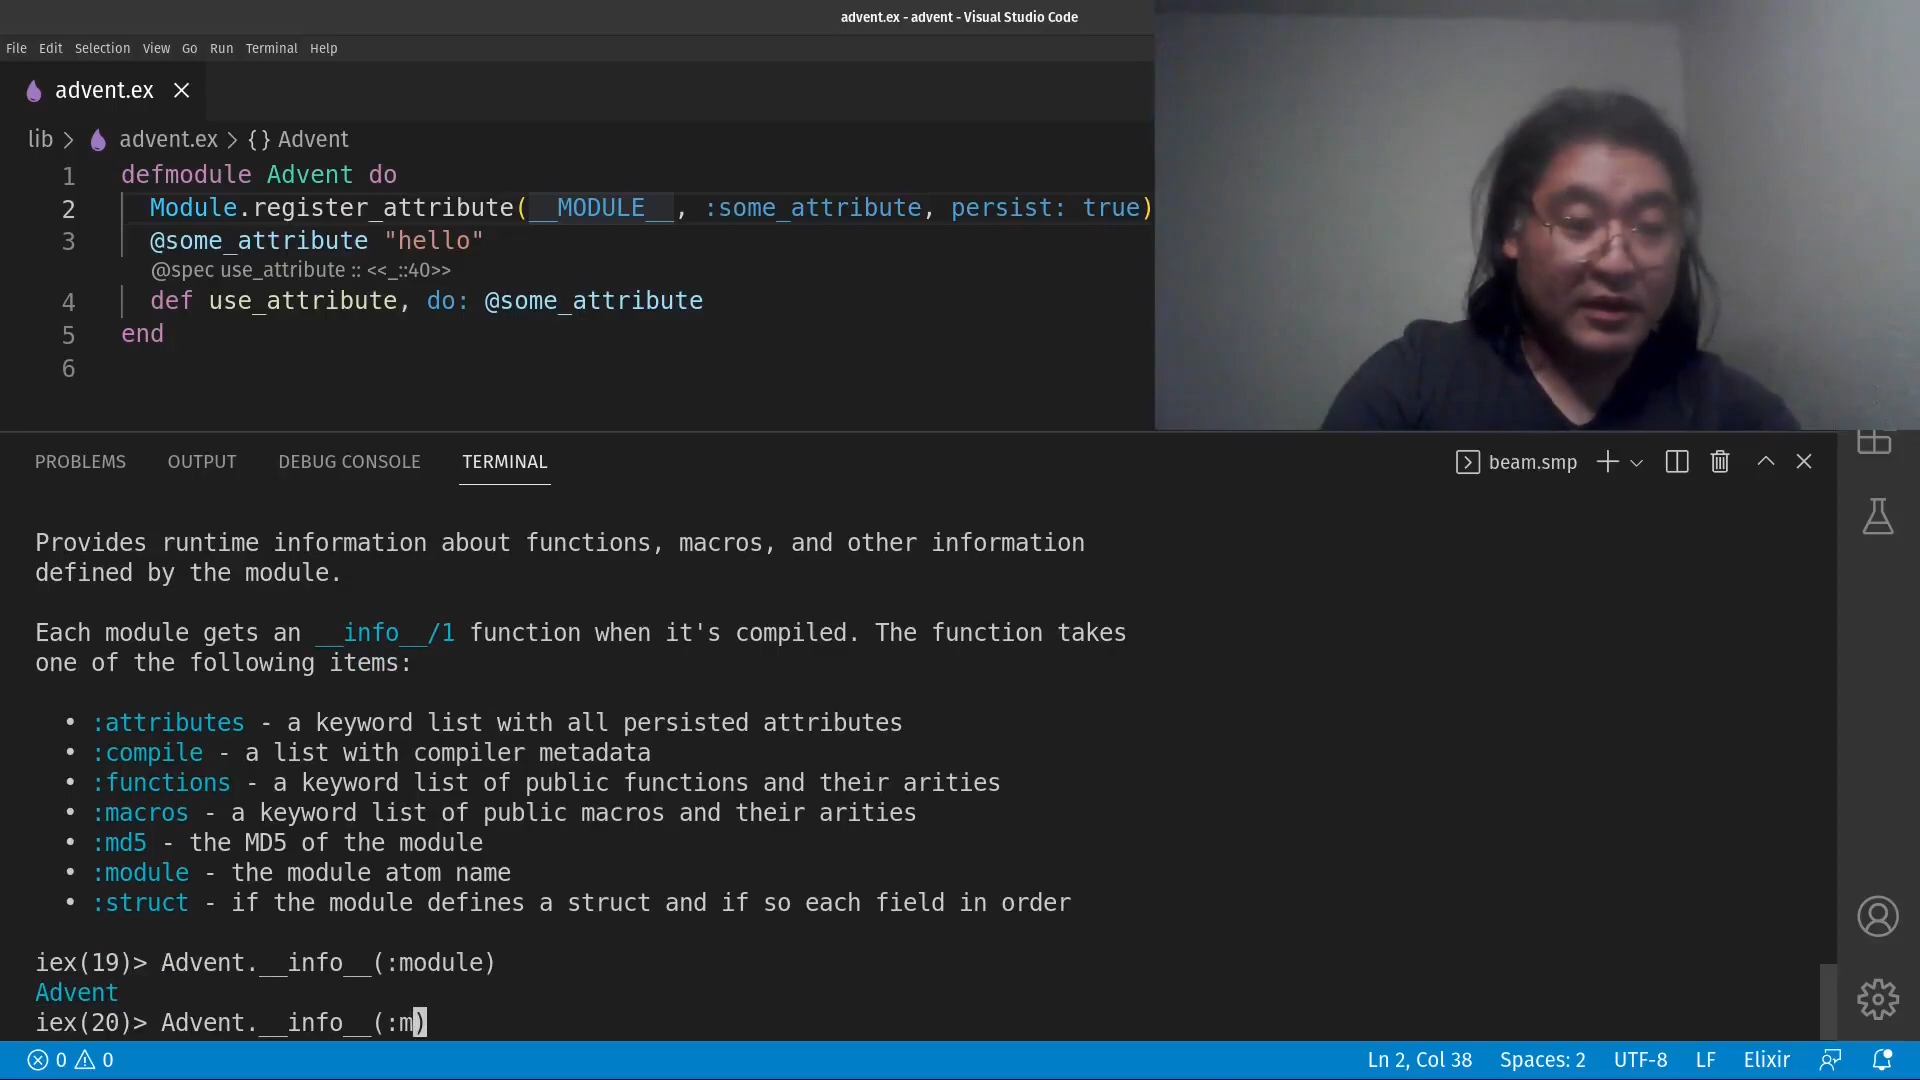 advent.ex - advent - Visual Studio Code
File Edit Selection View Go Run Terminal Help
advent.ex
lib > advent.ex > {} Advent
1 defmodule Advent do
2 Module.register_attribute(__MODULE__, :some_attribute, persist: true)
3 @some_attribute "hello"
@spec use_attribute :: <<_::40>>
4 def use_attribute, do: @some_attribute
5 end
6
PROBLEMS OUTPUT DEBUG CONSOLE TERMINAL beam.smp
Provides runtime information about functions, macros, and other information
defined by the module.
Each module gets an __info__/1 function when it's compiled. The function takes
one of the following items:
• :attributes - a keyword list with all persisted attributes
• :compile - a list with compiler metadata
• :functions - a keyword list of public functions and their arities
• :macros - a keyword list of public macros and their arities
• :md5 - the MD5 of the module
• :module - the module atom name
• :struct - if the module defines a struct and if so each field in order
iex(19)> Advent.__info__(:module)
Advent
iex(20)> Advent.__info__(:m)
0 0 Ln 2, Col 38 Spaces: 2 UTF-8 LF Elixir